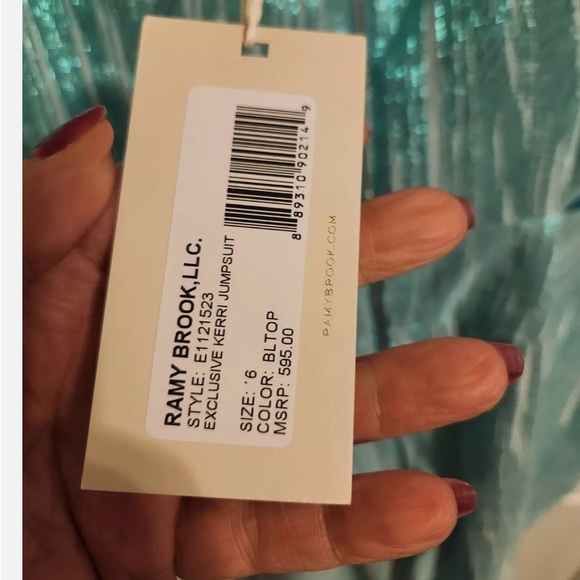 RAMY BROOK,LLC.
STYLE: E1121523
EXCLUSIVE KERRI JUMPSUIT
SIZE: '6
COLOR: BLTOP
MSRP: 595.00
8 89310 90214 9
RAMYBROOK.COM